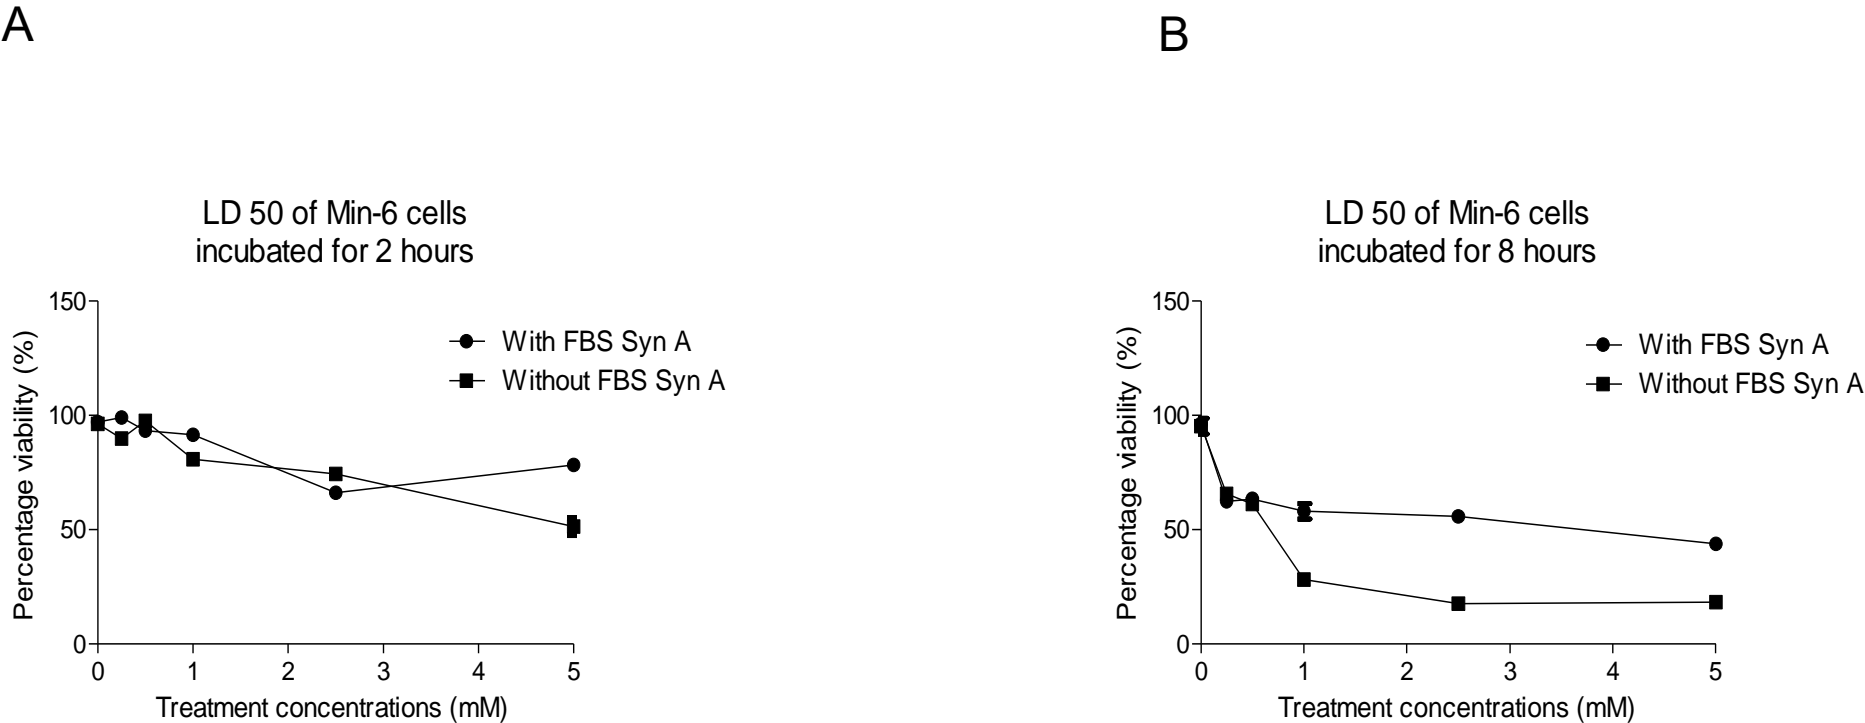 A
LD 50 of Min-6 cells
incubated for 2 hours
With FBS Syn A
Without FBS Syn A
Percentage viability (%)
150
100
50
0
0 1 2 3 4 5
Treatment concentrations (mM)
B
LD 50 of Min-6 cells
incubated for 8 hours
With FBS Syn A
Without FBS Syn A
Percentage viability (%)
150
100
50
0
0 1 2 3 4 5
Treatment concentrations (mM)